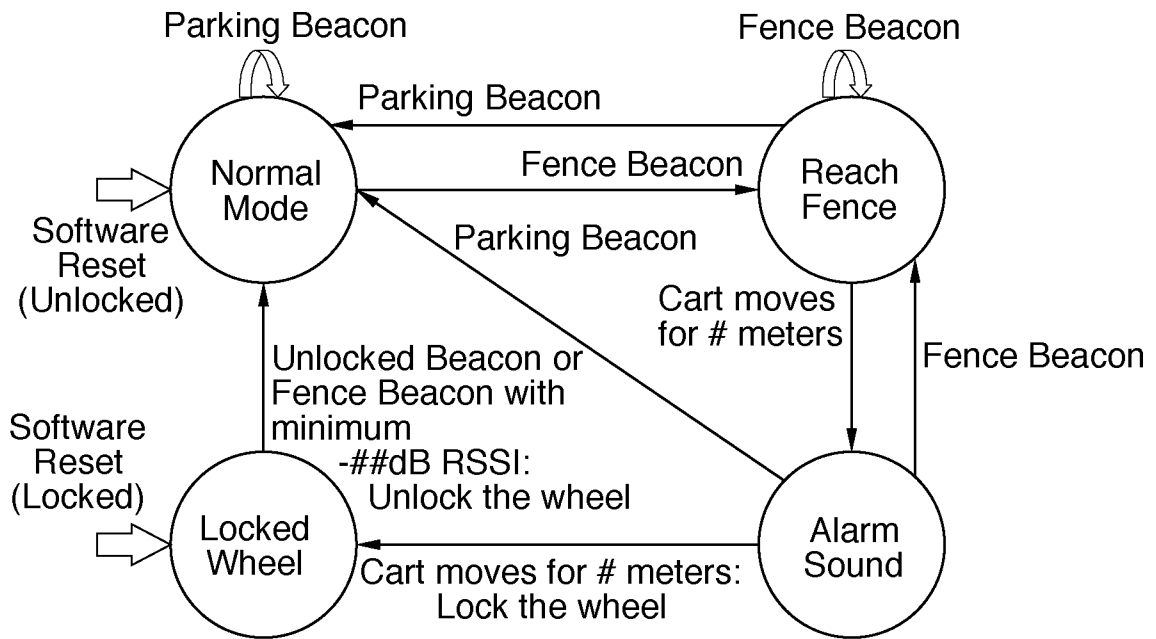 Parking Beacon
Fence Beacon
Parking Beacon
Fence Beacon
Normal
Mode
Reach
Fence
Software
Reset
(Unlocked)
Parking Beacon
Cart moves
for # meters
Fence Beacon
Unlocked Beacon or
Fence Beacon with
minimum
-##dB RSSI:
Unlock the wheel
Software
Reset
(Locked)
Locked
Wheel
Alarm
Sound
Cart moves for # meters:
Lock the wheel